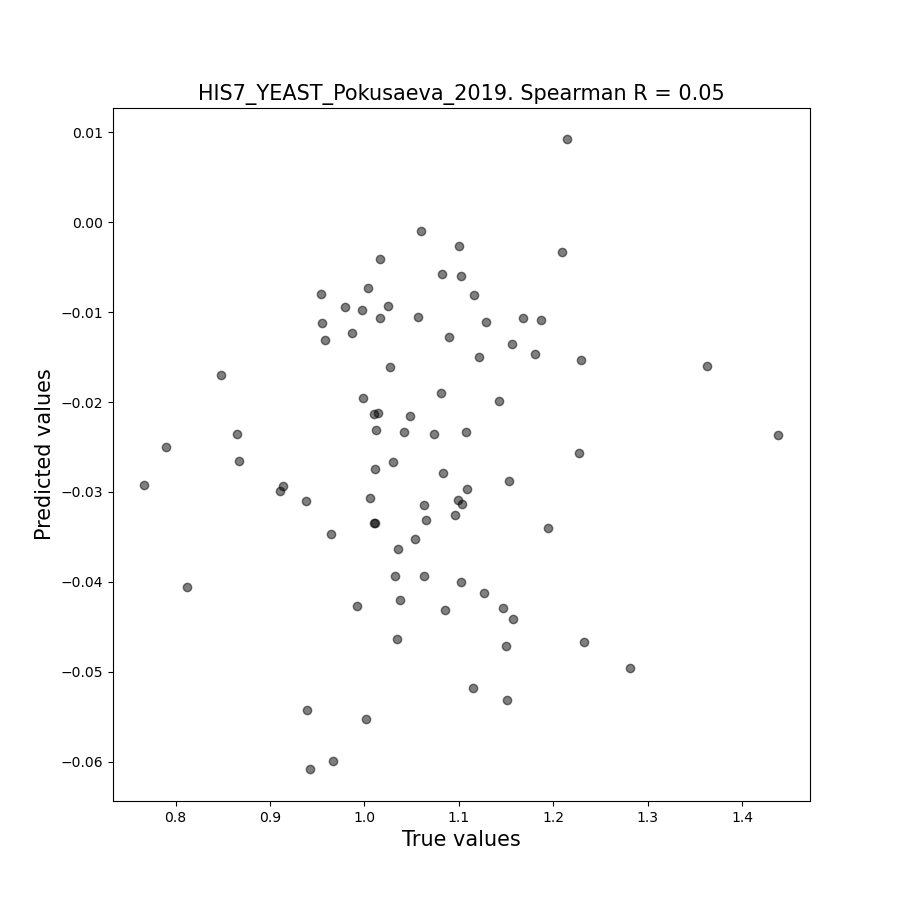 HIS7_YEAST_Pokusaeva_2019. Spearman R = 0.05
0.01
0.00
−0.01
−0.02
−0.03
−0.04
−0.05
−0.06
Predicted values
0.8 0.9 1.0 1.1 1.2 1.3 1.4
True values